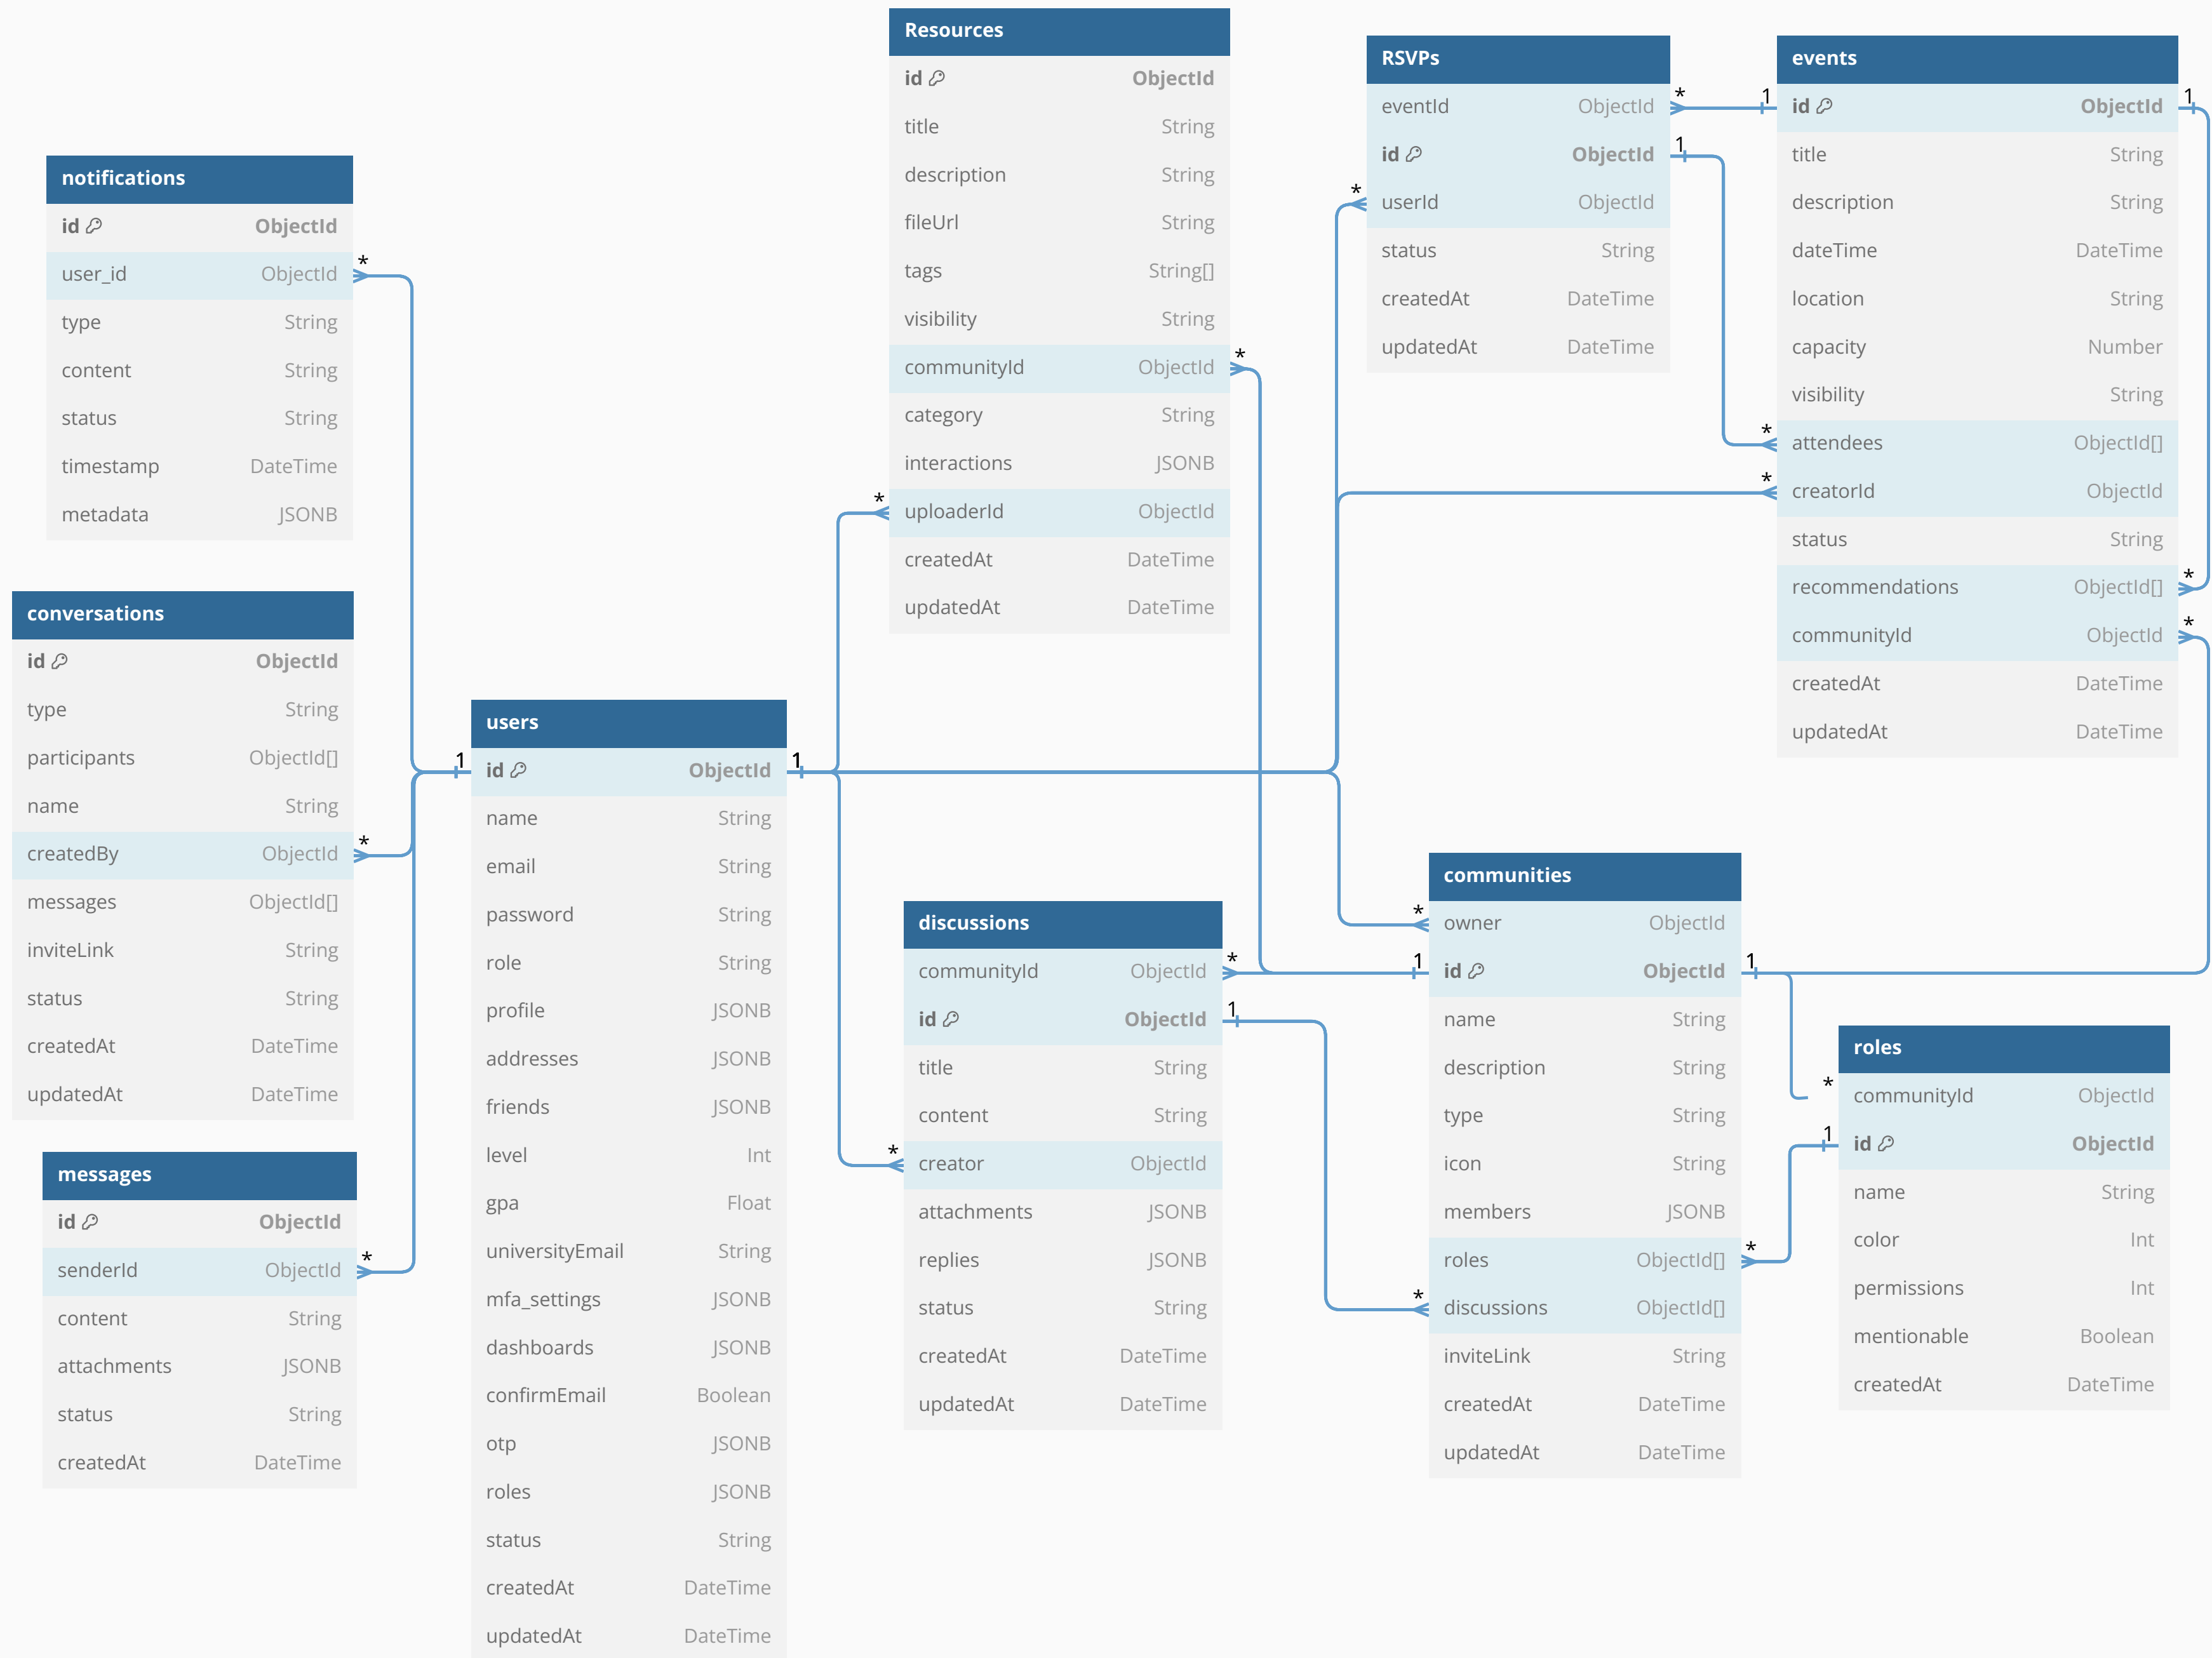 Resources
id ObjectId
title String
description String
fileUrl String
tags String[]
visibility String
communityId ObjectId *
category String
interactions JSONB
* uploaderId ObjectId
createdAt DateTime
updatedAt DateTime
RSVPs
eventId ObjectId *
id ObjectId 1
* userId ObjectId
status String
createdAt DateTime
updatedAt DateTime
events
1 id ObjectId 1
title String
description String
dateTime DateTime
location String
capacity Number
visibility String
* attendees ObjectId[]
* creatorId ObjectId
status String
recommendations ObjectId[] *
communityId ObjectId *
createdAt DateTime
updatedAt DateTime
notifications
id ObjectId
user_id ObjectId *
type String
content String
status String
timestamp DateTime
metadata JSONB
conversations
id ObjectId
type String
participants ObjectId[]
name String
createdBy ObjectId *
messages ObjectId[]
inviteLink String
status String
createdAt DateTime
updatedAt DateTime
messages
id ObjectId
senderId ObjectId *
content String
attachments JSONB
status String
createdAt DateTime
users
1 id ObjectId 1
name String
email String
password String
role String
profile JSONB
addresses JSONB
friends JSONB
level Int
gpa Float
universityEmail String
mfa_settings JSONB
dashboards JSONB
confirmEmail Boolean
otp JSONB
roles JSONB
status String
createdAt DateTime
updatedAt DateTime
discussions
communityId ObjectId *
id ObjectId 1
title String
content String
* creator ObjectId
attachments JSONB
replies JSONB
status String
createdAt DateTime
updatedAt DateTime
communities
* owner ObjectId
1 id ObjectId 1
name String
description String
type String
icon String
members JSONB
roles ObjectId[] *
* discussions ObjectId[]
inviteLink String
createdAt DateTime
updatedAt DateTime
roles
* communityId ObjectId
1 id ObjectId
name String
color Int
permissions Int
mentionable Boolean
createdAt DateTime